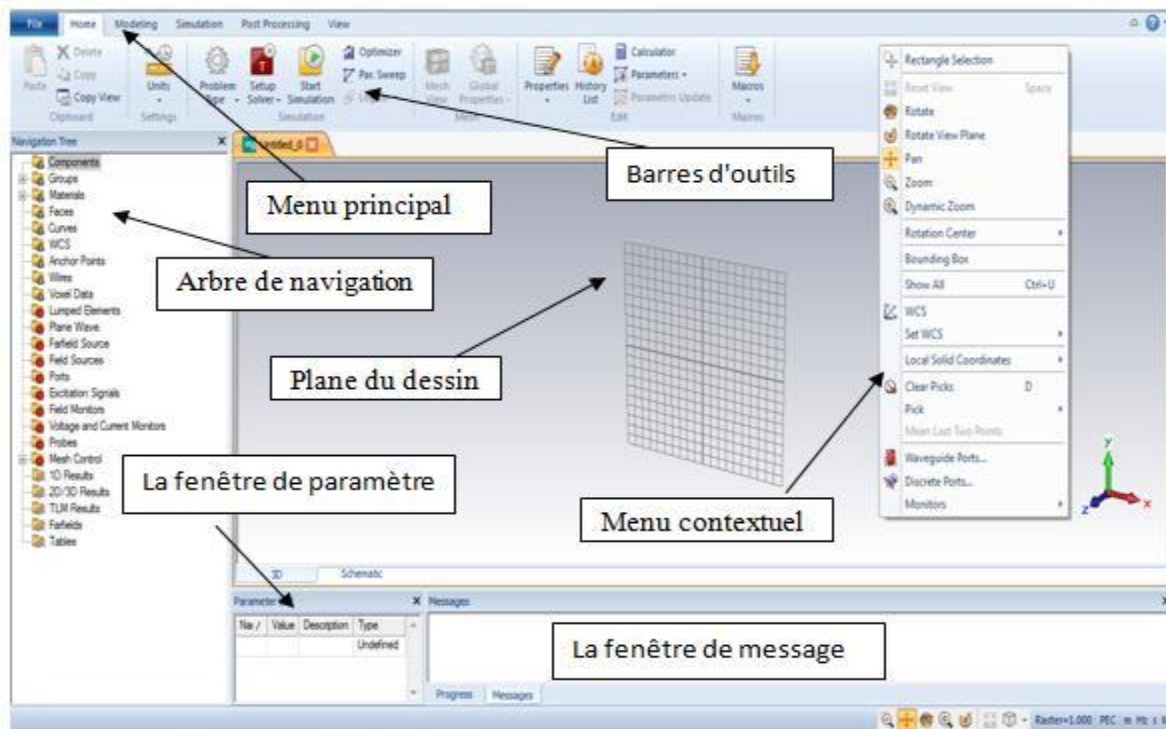 File Home Modeling Simulation Post Processing View
Delete
Copy
Paste
Copy View
Clipboard
Units
Settings
Problem Type
Setup Solver
Start Simulation
Optimizer
Par. Sweep
Simulation
Mesh View
Global Properties
Mesh
Properties
History List
Calculator
Parameters
Parametric Update
Edit
Macros
Macros
Navigation Tree
Components
Groups
Materials
Faces
Curves
WCS
Anchor Points
Wires
Voxel Data
Lumped Elements
Plane Wave
Farfield Source
Field Sources
Ports
Excitation Signals
Field Monitors
Voltage and Current Monitors
Probes
Mesh Control
1D Results
2D/3D Results
TLM Results
Farfields
Tables
Menu principal
Barres d'outils
Arbre de navigation
Plane du dessin
La fenêtre de paramètre
Menu contextuel
Rectangle Selection
Reset View Space
Rotate
Rotate View Plane
Pan
Zoom
Dynamic Zoom
Rotation Center
Bounding Box
Show All Ctrl+U
WCS
Set WCS
Local Solid Coordinates
Clear Picks D
Pick
Mean Last Two Points
Waveguide Ports...
Discrete Ports...
Monitors
y
x
z
3D Schematic
Parameter
Value Description Type
Undefined
Messages
La fenêtre de message
Progress Messages
Raster=1.000 PEC m Hz s